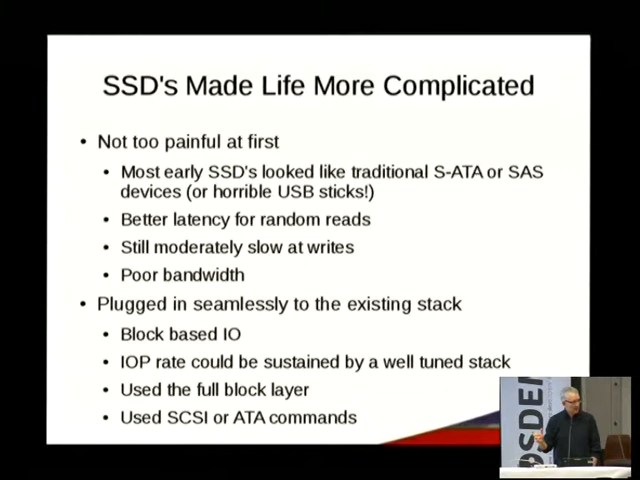 SSD's Made Life More Complicated
• Not too painful at first
• Most early SSD's looked like traditional S-ATA or SAS
devices (or horrible USB sticks!)
• Better latency for random reads
• Still moderately slow at writes
• Poor bandwidth
• Plugged in seamlessly to the existing stack
• Block based IO
• IOP rate could be sustained by a well tuned stack
• Used the full block layer
• Used SCSI or ATA commands
OSDEM